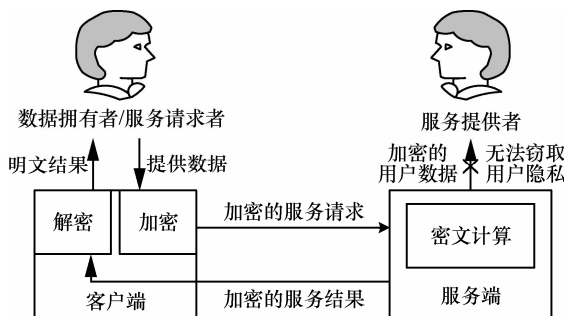 数据拥有者/服务请求者
服务提供者
明文结果
提供数据
加密的
用户数据
无法窃取
用户隐私
解密
加密
加密的服务请求
密文计算
客户端
加密的服务结果
服务端